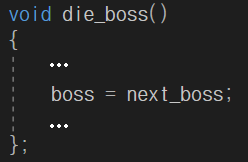 void die_boss()
{
...
boss = next_boss;
...
};